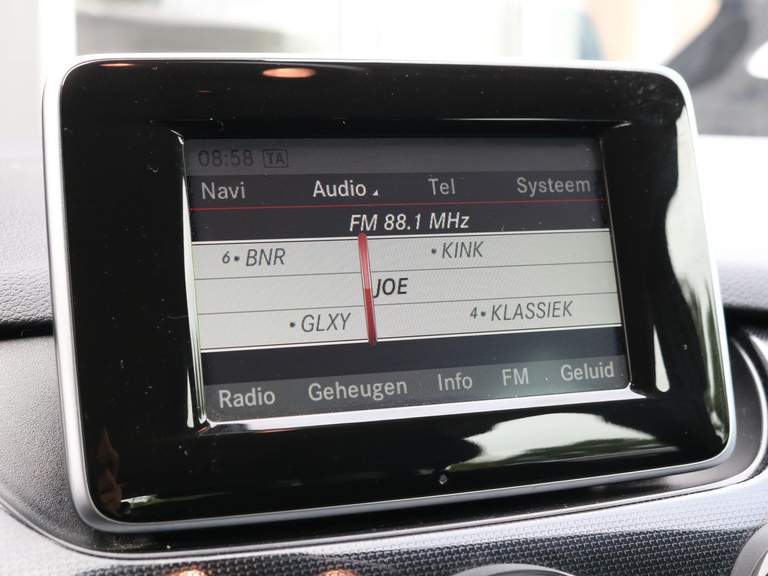 08:58 TA
Navi Audio Tel Systeem
FM 88.1 MHz
6• BNR • KINK
JOE
• GLXY 4• KLASSIEK
Radio Geheugen Info FM Geluid